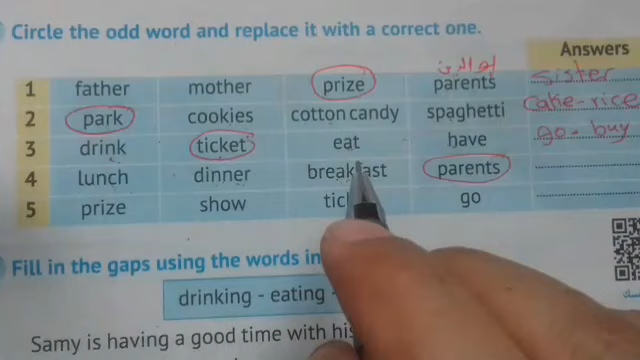 Circle the odd word and replace it with a correct one.
Answers
1 father mother prize parents sister
2 park cookies cotton candy spaghetti cake - rice
3 drink ticket eat have go - buy
4 lunch dinner breakfast parents
5 prize show go
Fill in the gaps using the words in
drinking - eating -
Samy is having a good time with his